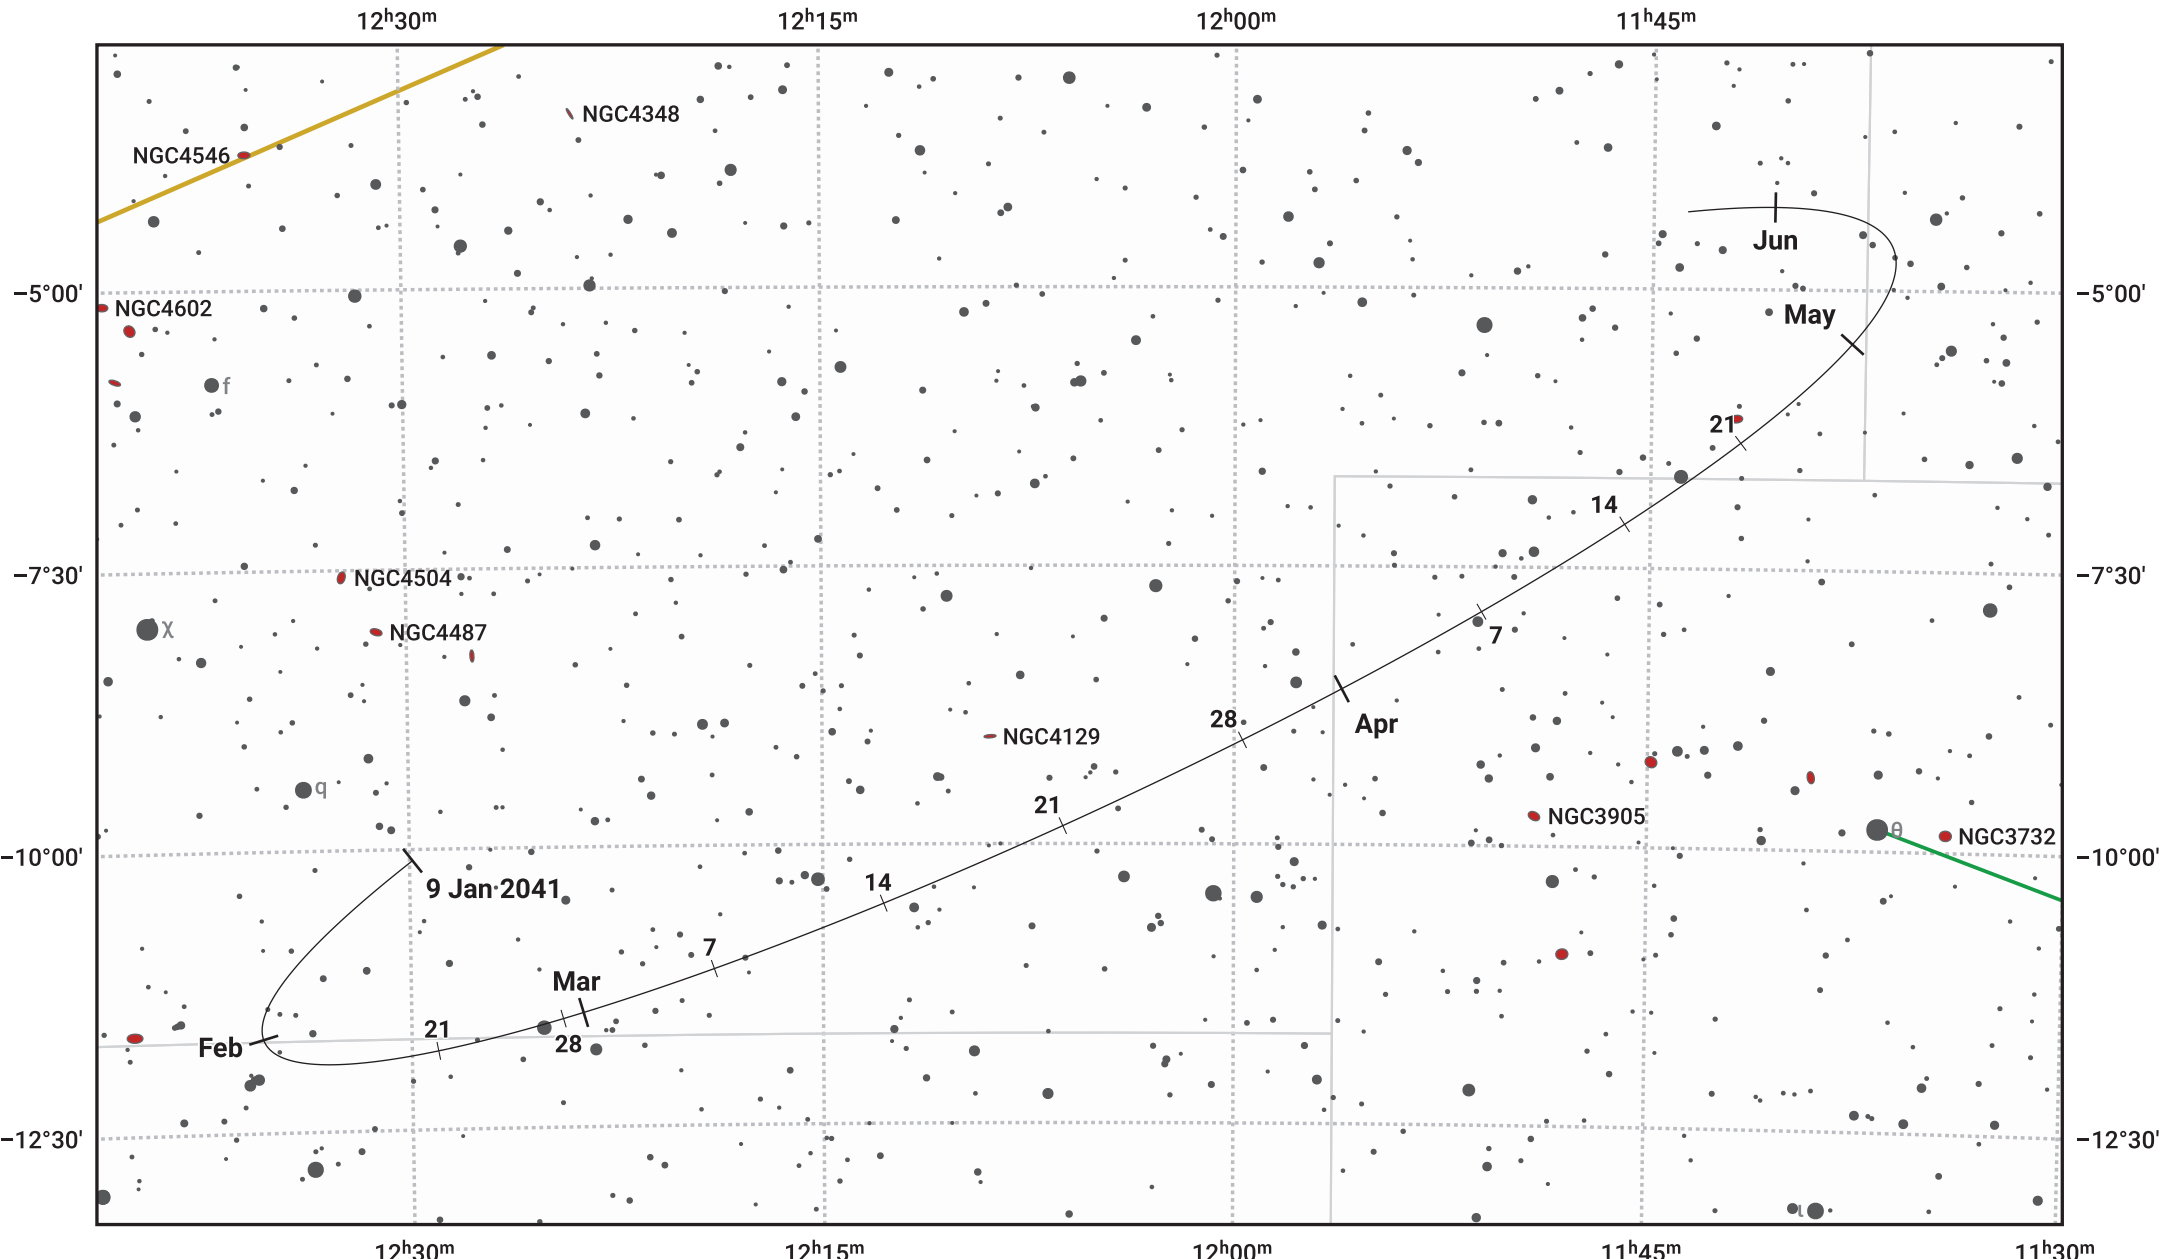 12h30m 12h15m 12h00m 11h45m
NGC4348
NGC4546
Jun
−5°00' −5°00'
NGC4602
May
f
21
14
−7°30' NGC4504 −7°30'
χ NGC4487
7
28 Apr
NGC4129
q
21 NGC3905
θ NGC3732
−10°00' −10°00'
9 Jan 2041
14
7
Mar
21
Feb 28
−12°30' −12°30'
ι
12h30m 12h15m 12h00m 11h45m 11h30m